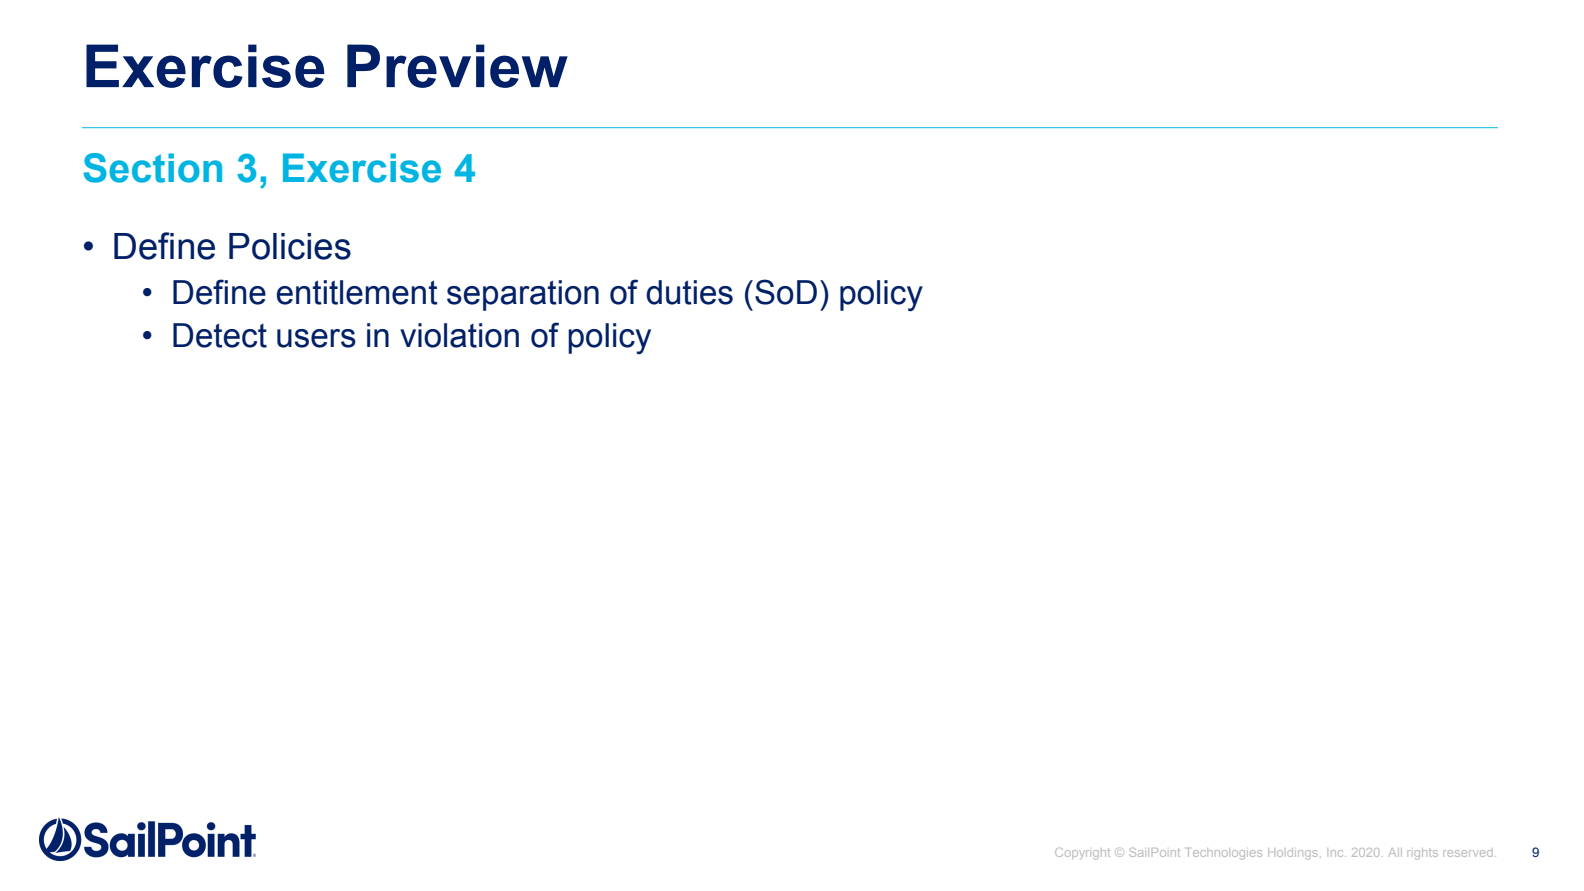 Exercise Preview
Section 3, Exercise 4
• Define Policies
• Define entitlement separation of duties (SoD) policy
• Detect users in violation of policy
SailPoint
Copyright © SailPoint Technologies Holdings, Inc. 2020. All rights reserved. 9